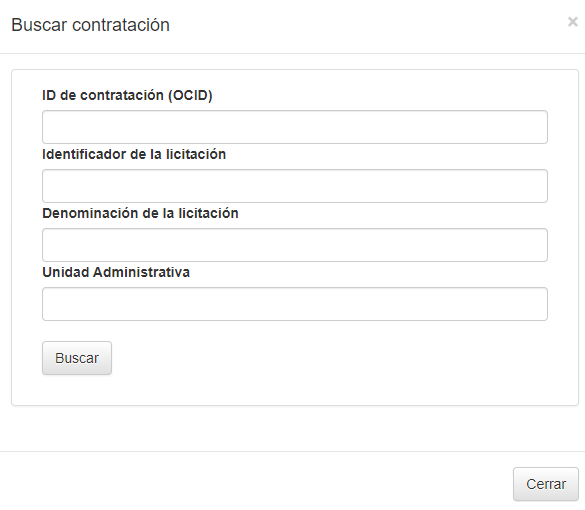 Buscar contratación
×
ID de contratación (OCID)
Identificador de la licitación
Denominación de la licitación
Unidad Administrativa
Buscar
Cerrar